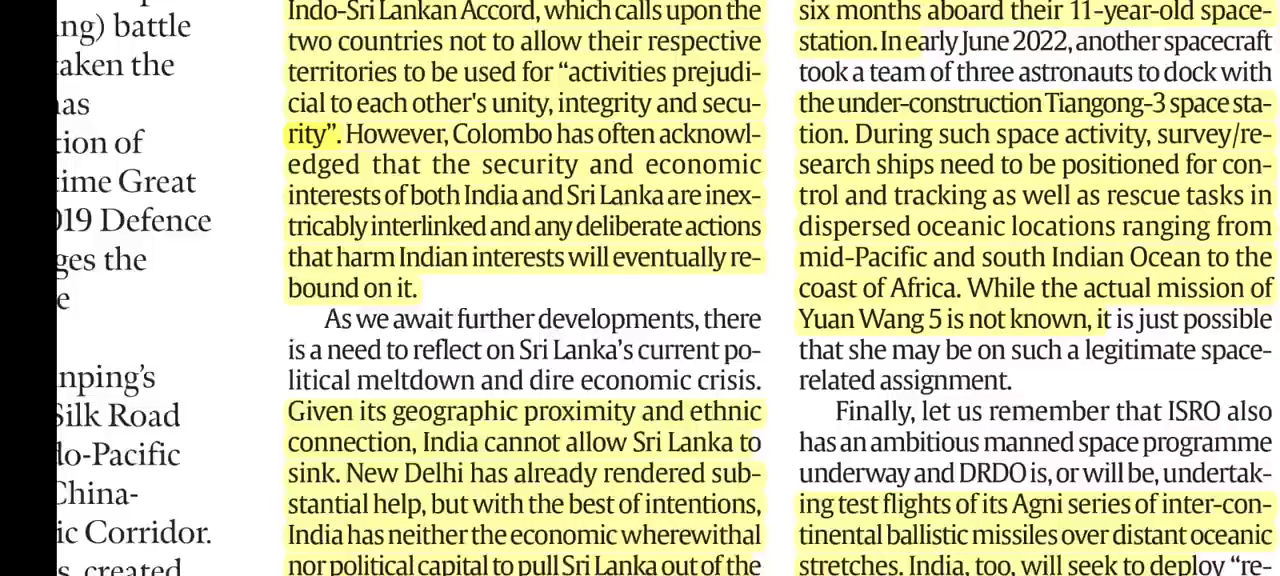 ng) battle
taken the
has
tion of
time Great
019 Defence
ges the
e
nping's
Silk Road
do-Pacific
China-
ic Corridor.
s, created
Indo-Sri Lankan Accord, which calls upon the
two countries not to allow their respective
territories to be used for “activities prejudi-
cial to each other's unity, integrity and secu-
rity”. However, Colombo has often acknowl-
edged that the security and economic
interests of both India and Sri Lanka are inex-
tricably interlinked and any deliberate actions
that harm Indian interests will eventually re-
bound on it.
As we await further developments, there
is a need to reflect on Sri Lanka’s current po-
litical meltdown and dire economic crisis.
Given its geographic proximity and ethnic
connection, India cannot allow Sri Lanka to
sink. New Delhi has already rendered sub-
stantial help, but with the best of intentions,
India has neither the economic wherewithal
nor political capital to pull Sri Lanka out of the
six months aboard their 11-year-old space-
station. In early June 2022, another spacecraft
took a team of three astronauts to dock with
the under-construction Tiangong-3 space sta-
tion. During such space activity, survey/re-
search ships need to be positioned for con-
trol and tracking as well as rescue tasks in
dispersed oceanic locations ranging from
mid-Pacific and south Indian Ocean to the
coast of Africa. While the actual mission of
Yuan Wang 5 is not known, it is just possible
that she may be on such a legitimate space-
related assignment.
Finally, let us remember that ISRO also
has an ambitious manned space programme
underway and DRDO is, or will be, undertak-
ing test flights of its Agni series of inter-con-
tinental ballistic missiles over distant oceanic
stretches. India, too, will seek to deploy “re-